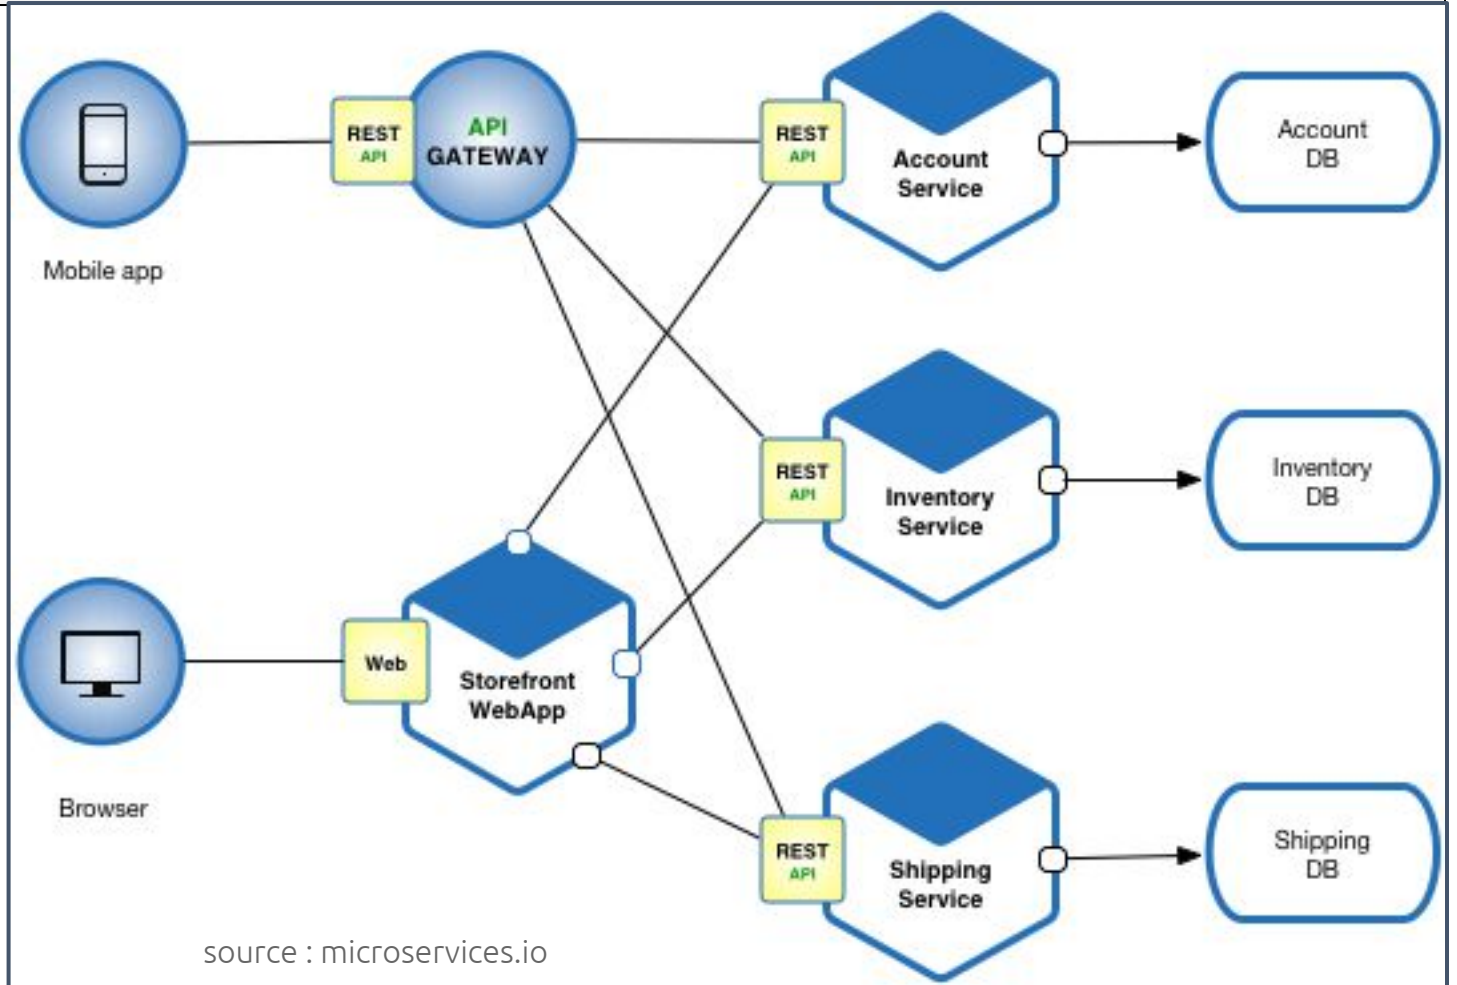 REST
API
API
GATEWAY
REST
API
Account
Service
Account
DB
Mobile app
REST
API
Inventory
Service
Inventory
DB
Web
Storefront
WebApp
Browser
REST
API
Shipping
Service
Shipping
DB
source : microservices.io